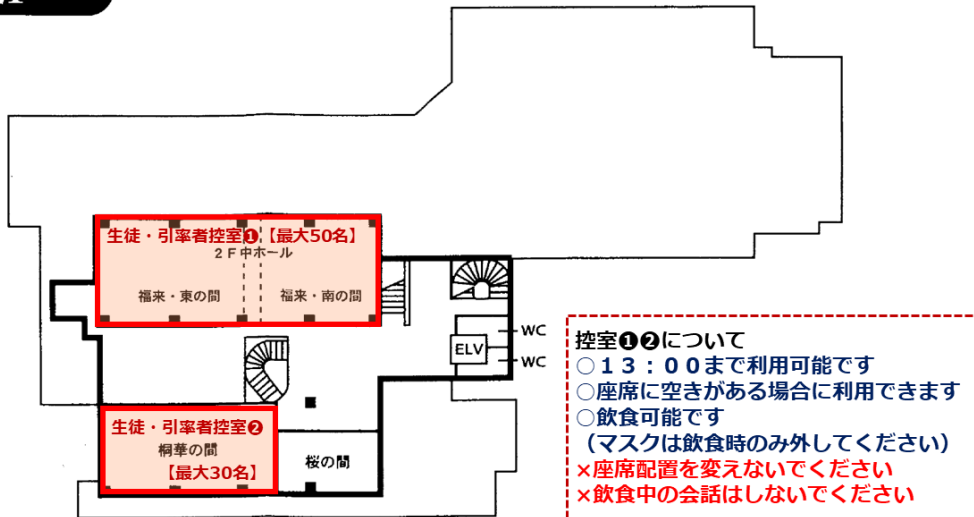 生徒・引率者控室❶【最大50名】
2F中ホール
福来・東の間
福来・南の間
ELV
WC
WC
生徒・引率者控室❷
桐華の間
【最大30名】
桜の間
控室❶❷について
○13：00まで利用可能です
○座席に空きがある場合に利用できます
○飲食可能です
（マスクは飲食時のみ外してください）
×座席配置を変えないでください
×飲食中の会話はしないでください